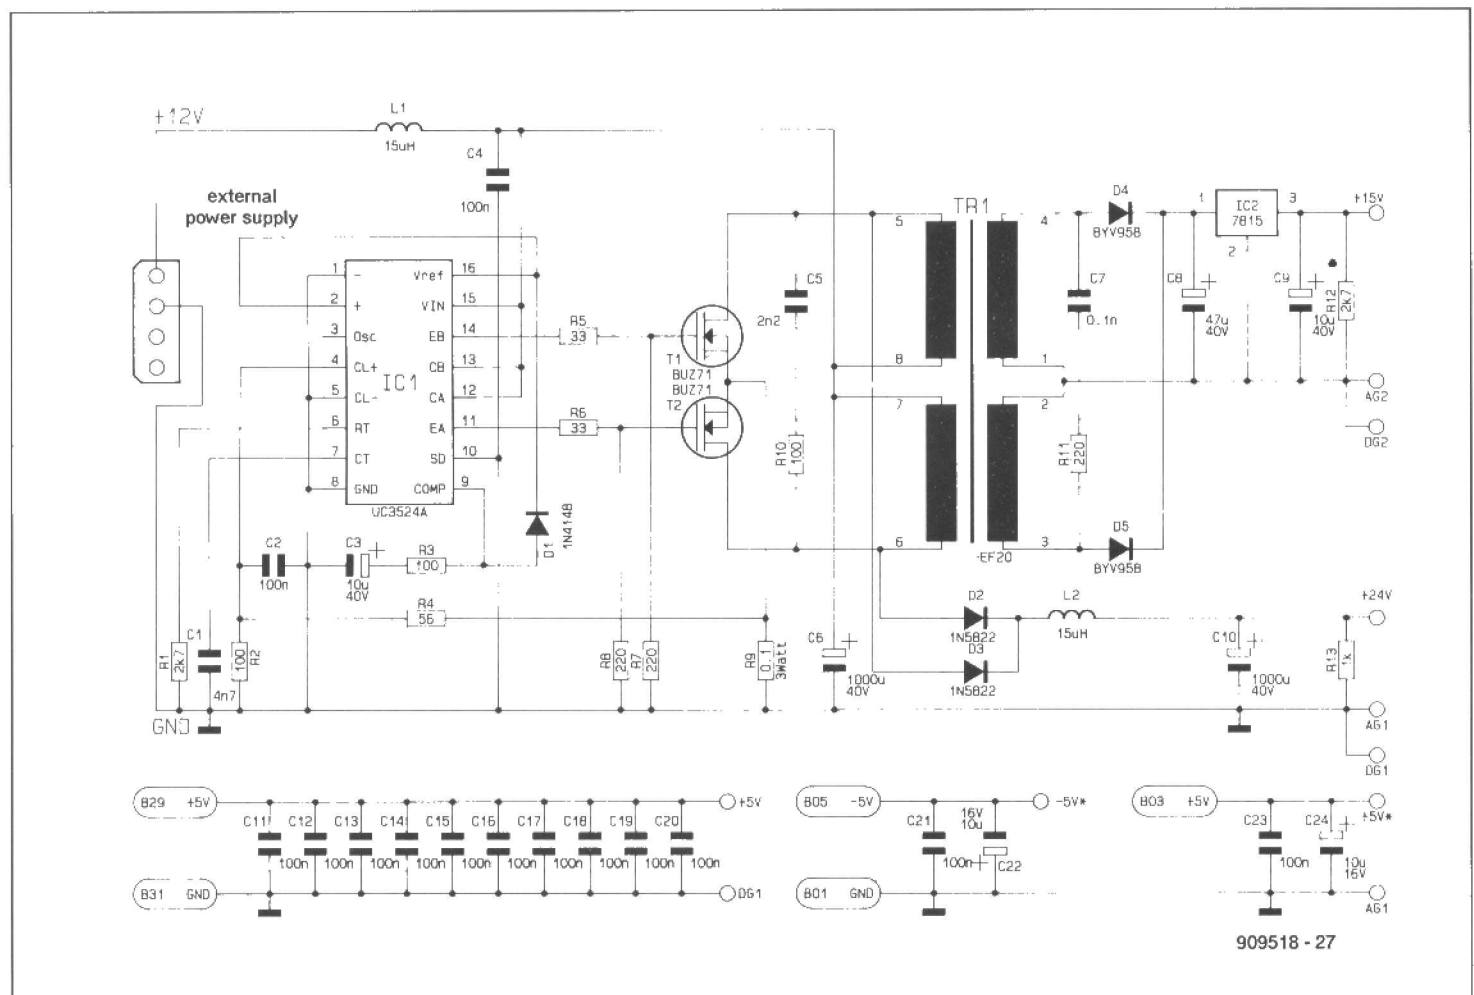 +12V
L1
15uH
C4
100n
external
power supply
1 - Vref 16
2 + VIN 15
3 Osc EB 14
4 CL+ CB 13
5 CL- CA 12
6 RT EA 11
7 CT SD 10
8 GND COMP 9
IC1
UC3524A
R5
33
R6
33
T1
BUZ71
BUZ71
T2
C5
2n2
R10
100
TR1
5
8
7
6
4
1
2
3
EF20
D4
BYV95B
C7
0.1n
R11
220
D5
BYV95B
1 IC2 3
7815
2
C8
47u
40V
C9
10u
40V
R12
2k7
+15V
AG2
DG2
C2
100n
C3
10u
40V
R3
100
D1
1N4148
R4
56
R1
2k7
C1
4n7
R2
100
R8
220
R7
220
R9
0.1
3Watt
C6
1000u
40V
D2
1N5822
D3
1N5822
L2
15uH
C10
1000u
40V
R13
1k
+24V
AG1
DG1
GND
B29 +5V
C11 C12 C13 C14 C15 C16 C17 C18 C19 C20
100n 100n 100n 100n 100n 100n 100n 100n 100n 100n
+5V
B31 GND
DG1
B05 -5V
C21
100n
16V
10u
C22
-5V*
B01 GND
B03 +5V
C23
100n
C24
10u
16V
+5V*
AG1
909518 - 27